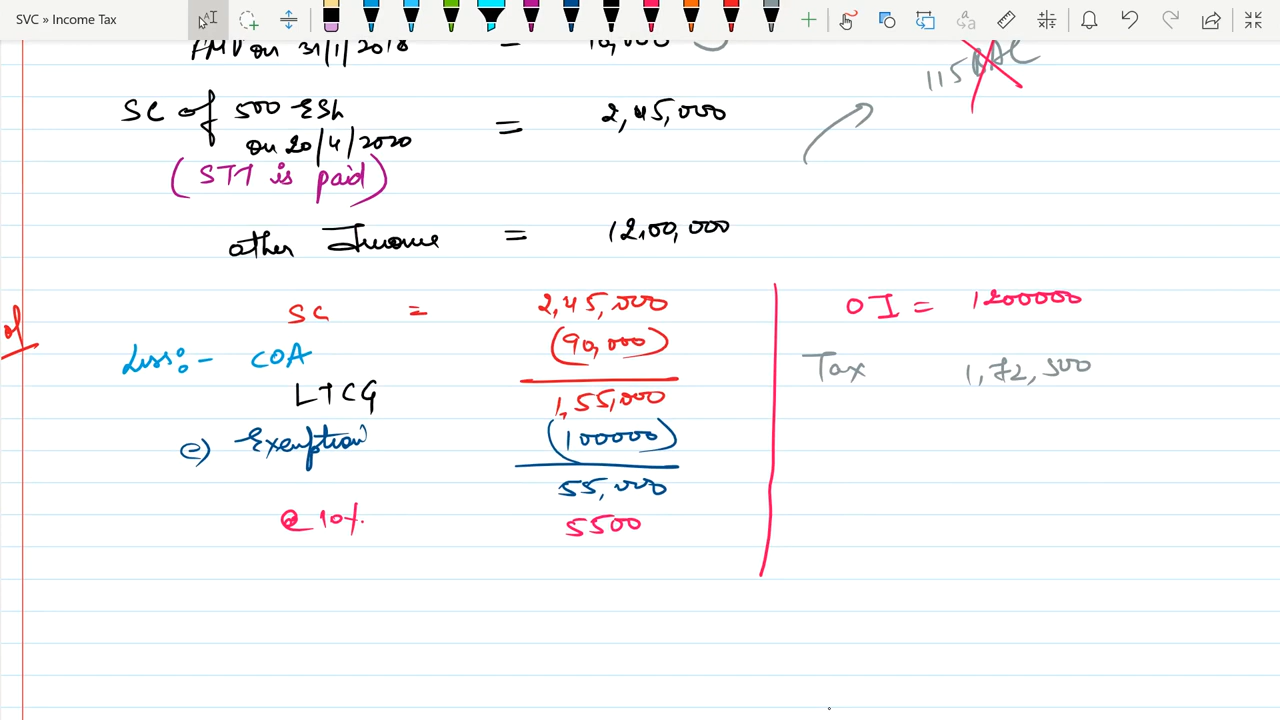 SVC » Income Tax
FMV on 31/1/2018 = 10,000
115BAC
SC of 500 ESh
on 20/4/2020 = 2,45,000
(STT is paid)
other Income = 12,00,000
of
SC = 2,45,000
Less:- COA (90,000)
LTCG 1,55,000
(-) Exemption (100000)
55,000
@ 10% 5500
OI = 1200000
Tax 1,72,500